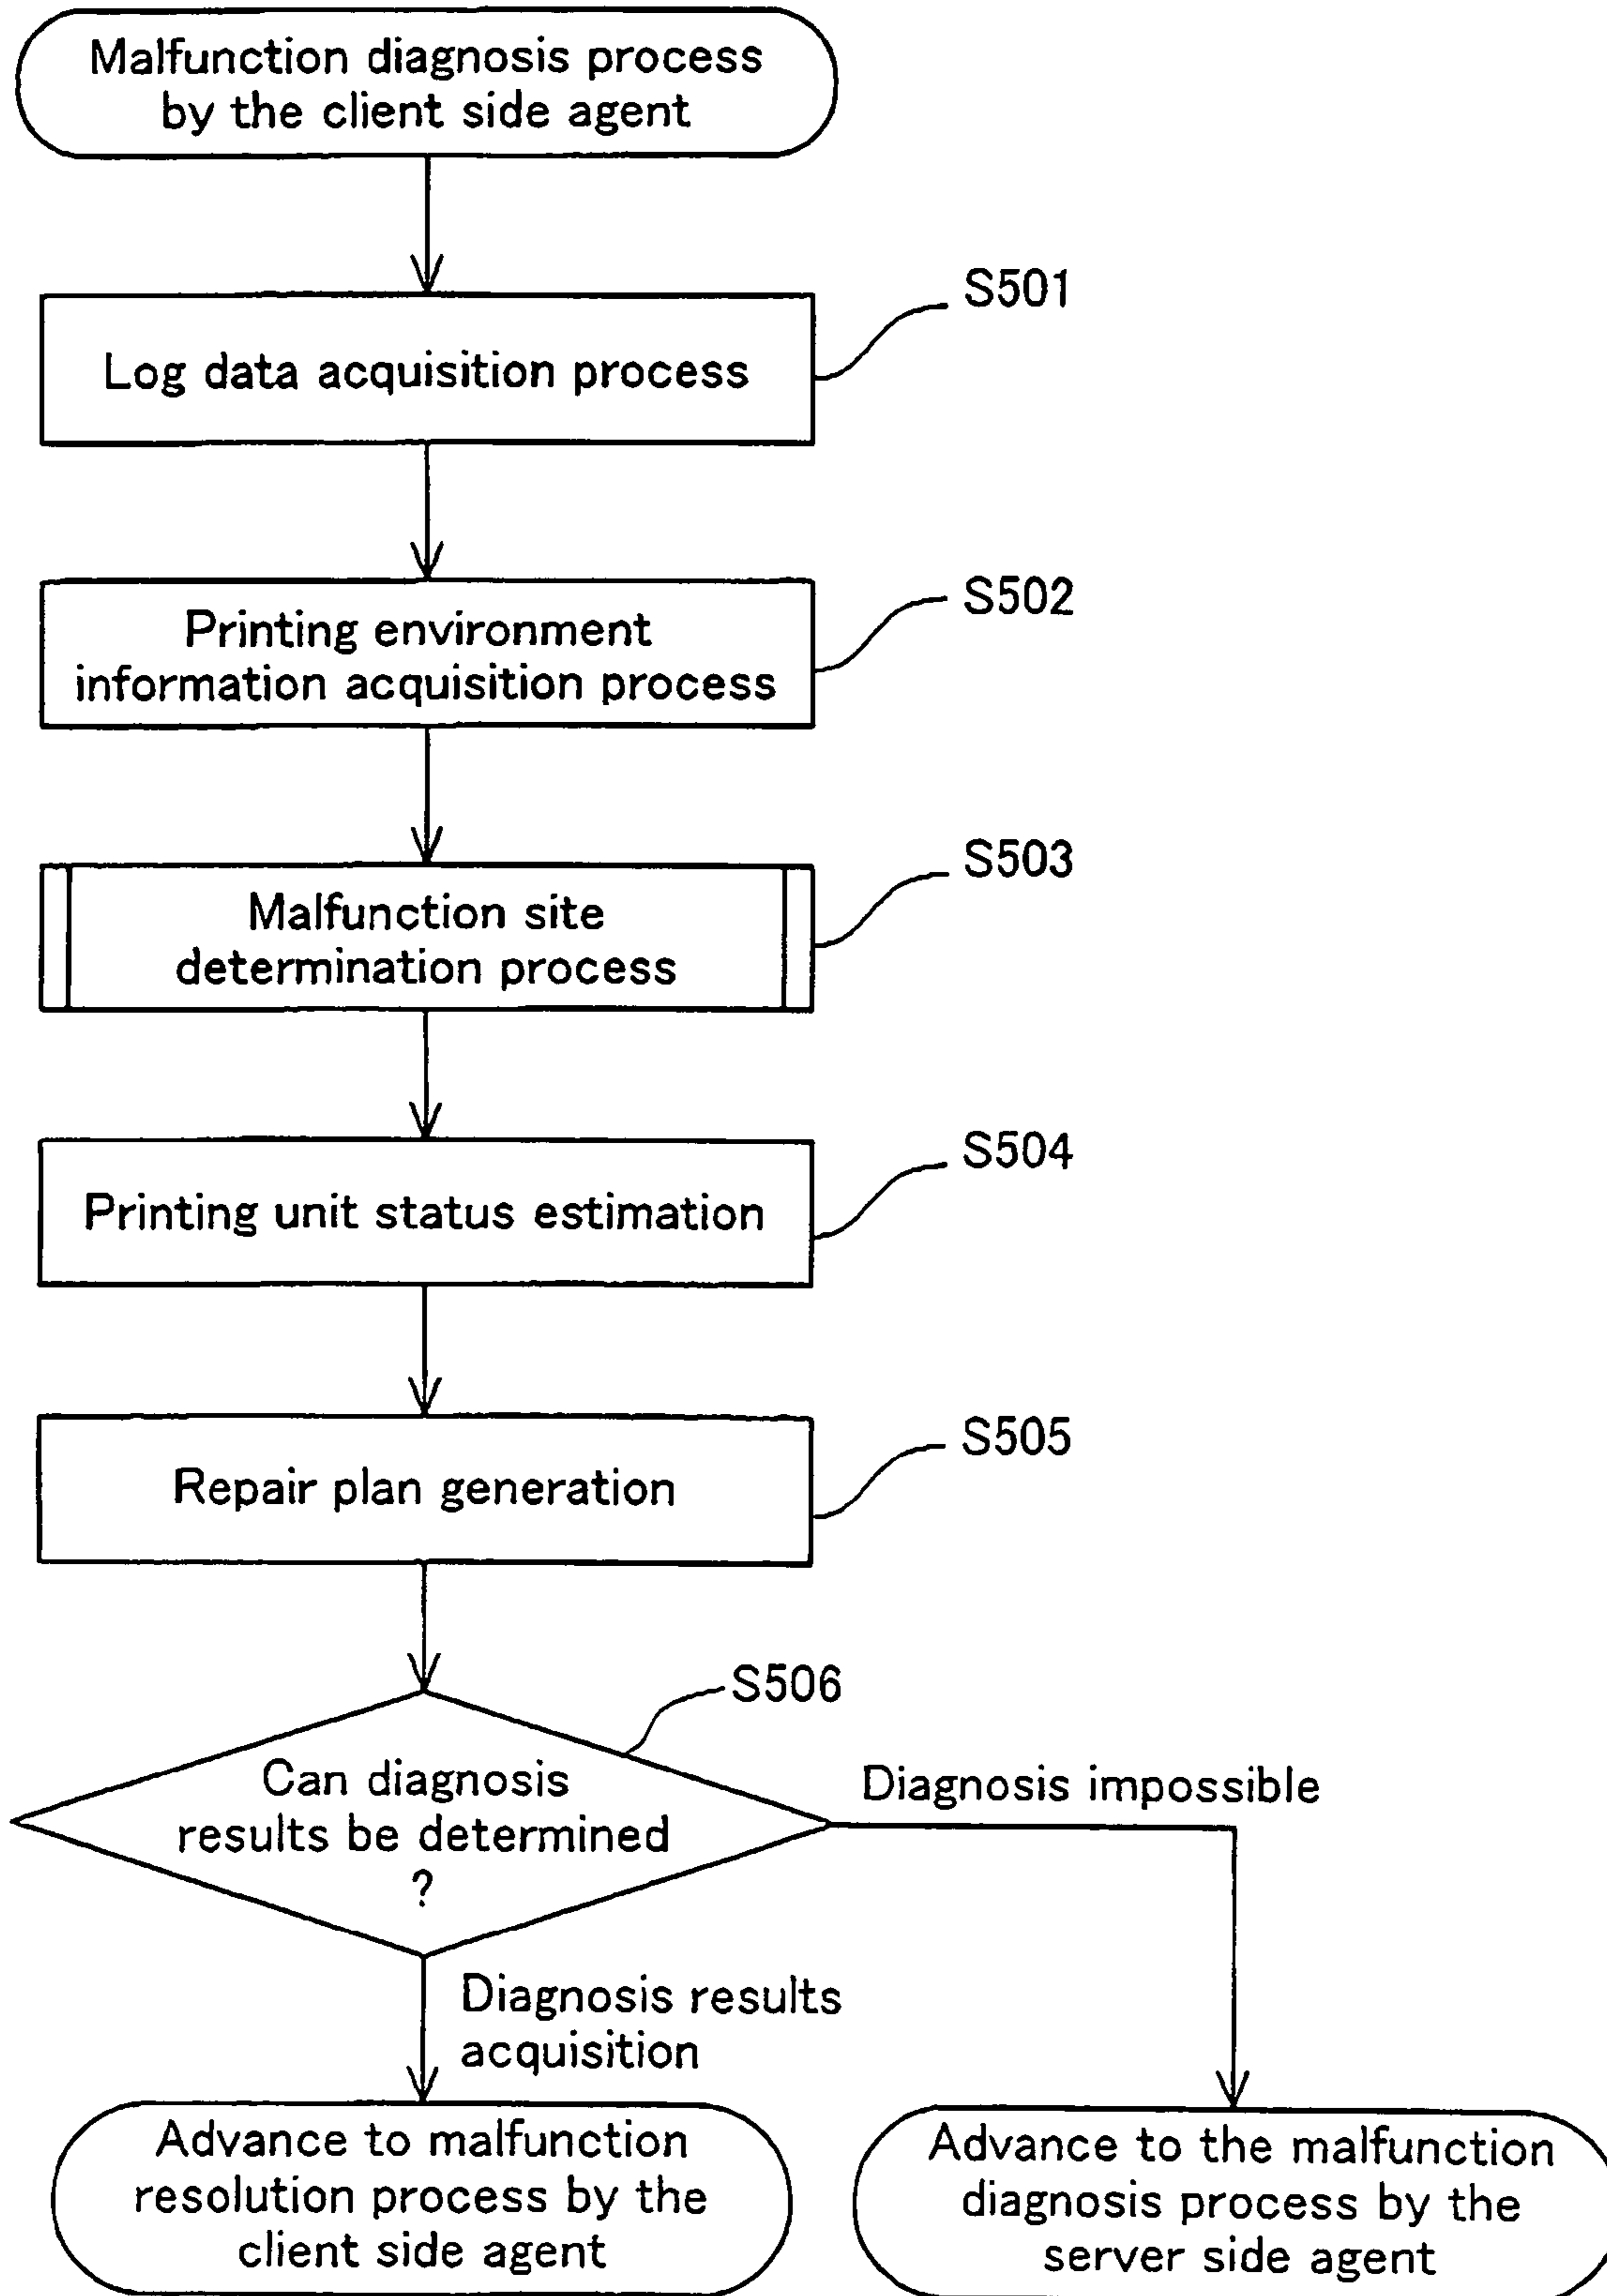 Malfunction diagnosis process
by the client side agent
S501
Log data acquisition process
S502
Printing environment
information acquisition process
S503
Malfunction site
determination process
S504
Printing unit status estimation
S505
Repair plan generation
S506
Can diagnosis
results be determined
?
Diagnosis impossible
Diagnosis results
acquisition
Advance to malfunction
resolution process by the
client side agent
Advance to the malfunction
diagnosis process by the
server side agent